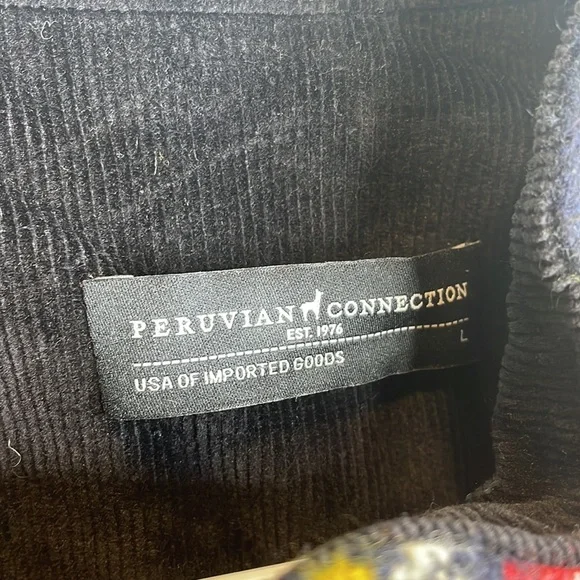 PERUVIAN CONNECTION
EST. 1976
L
USA OF IMPORTED GOODS